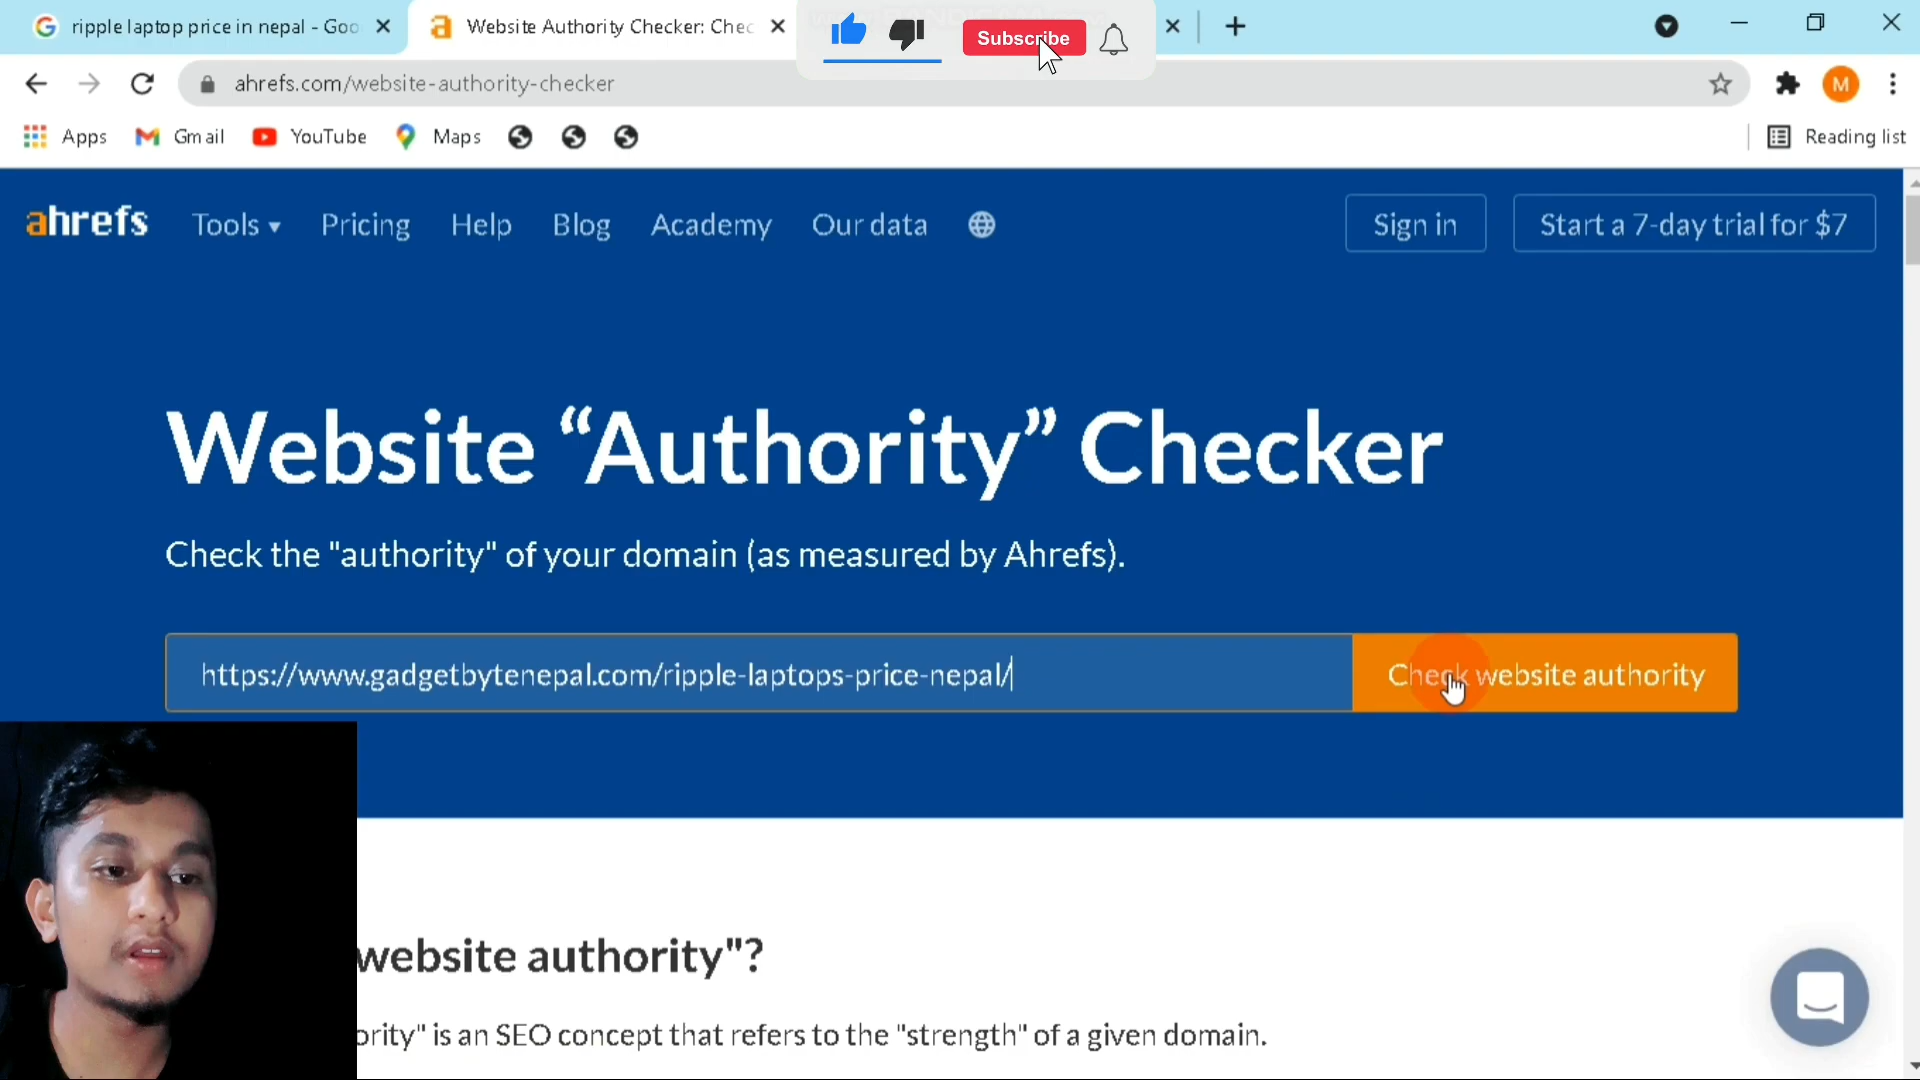 ripple laptop price in nepal - Goo
Website Authority Checker: Chec
Subscribe
ahrefs.com/website-authority-checker
M
Apps
Gmail
YouTube
Maps
Reading list
ahrefs
Tools
Pricing
Help
Blog
Academy
Our data
Sign in
Start a 7-day trial for $7
Website “Authority” Checker
Check the "authority" of your domain (as measured by Ahrefs).
https://www.gadgetbytenepal.com/ripple-laptops-price-nepal/
Check website authority
website authority"?
ority" is an SEO concept that refers to the "strength" of a given domain.